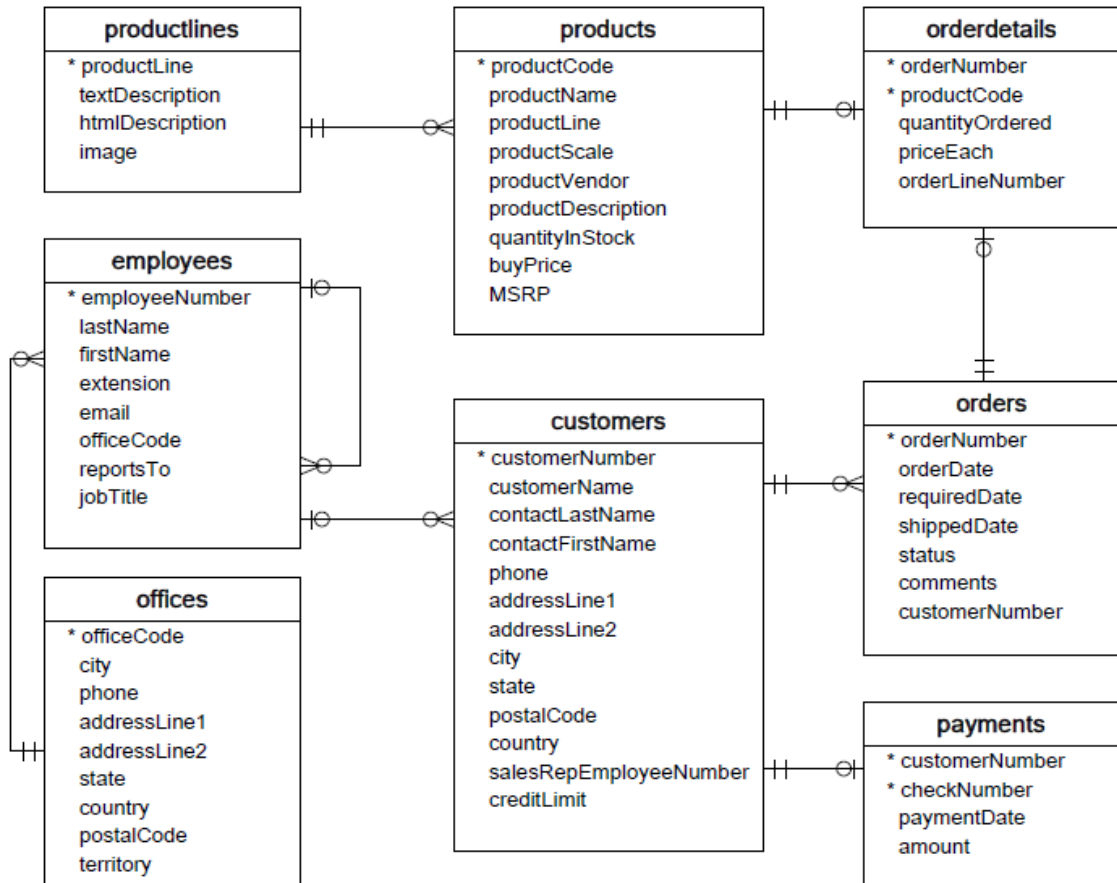 productlines
* productLine
textDescription
htmlDescription
image
products
* productCode
productName
productLine
productScale
productVendor
productDescription
quantityInStock
buyPrice
MSRP
orderdetails
* orderNumber
* productCode
quantityOrdered
priceEach
orderLineNumber
employees
* employeeNumber
lastName
firstName
extension
email
officeCode
reportsTo
jobTitle
customers
* customerNumber
customerName
contactLastName
contactFirstName
phone
addressLine1
addressLine2
city
state
postalCode
country
salesRepEmployeeNumber
creditLimit
orders
* orderNumber
orderDate
requiredDate
shippedDate
status
comments
customerNumber
offices
* officeCode
city
phone
addressLine1
addressLine2
state
country
postalCode
territory
payments
* customerNumber
* checkNumber
paymentDate
amount